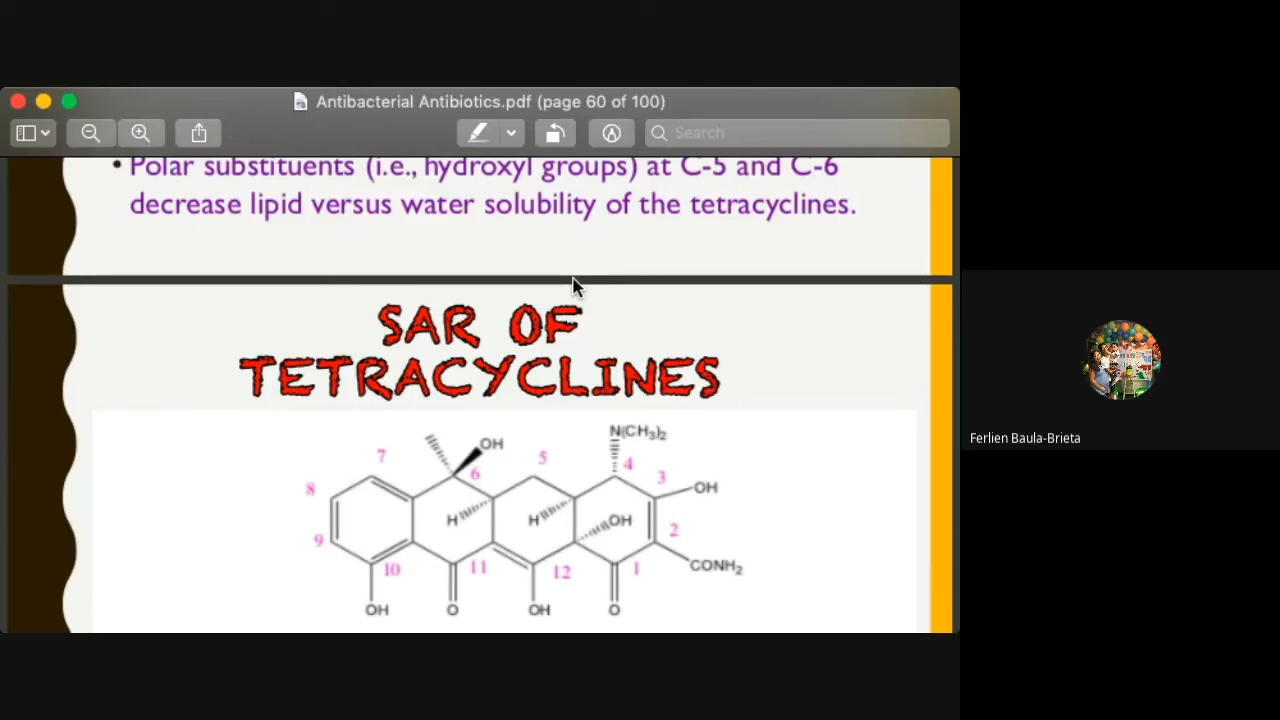 Antibacterial Antibiotics.pdf (page 60 of 100)
Search
• Polar substituents (i.e., hydroxyl groups) at C-5 and C-6
decrease lipid versus water solubility of the tetracyclines.
SAR OF
TETRACYCLINES
N(CH3)2
OH
7
6
5
4
3
8
OH
H
H
OH
9
2
10
11
12
1
CONH2
OH
O
OH
O
Ferlien Baula-Brieta